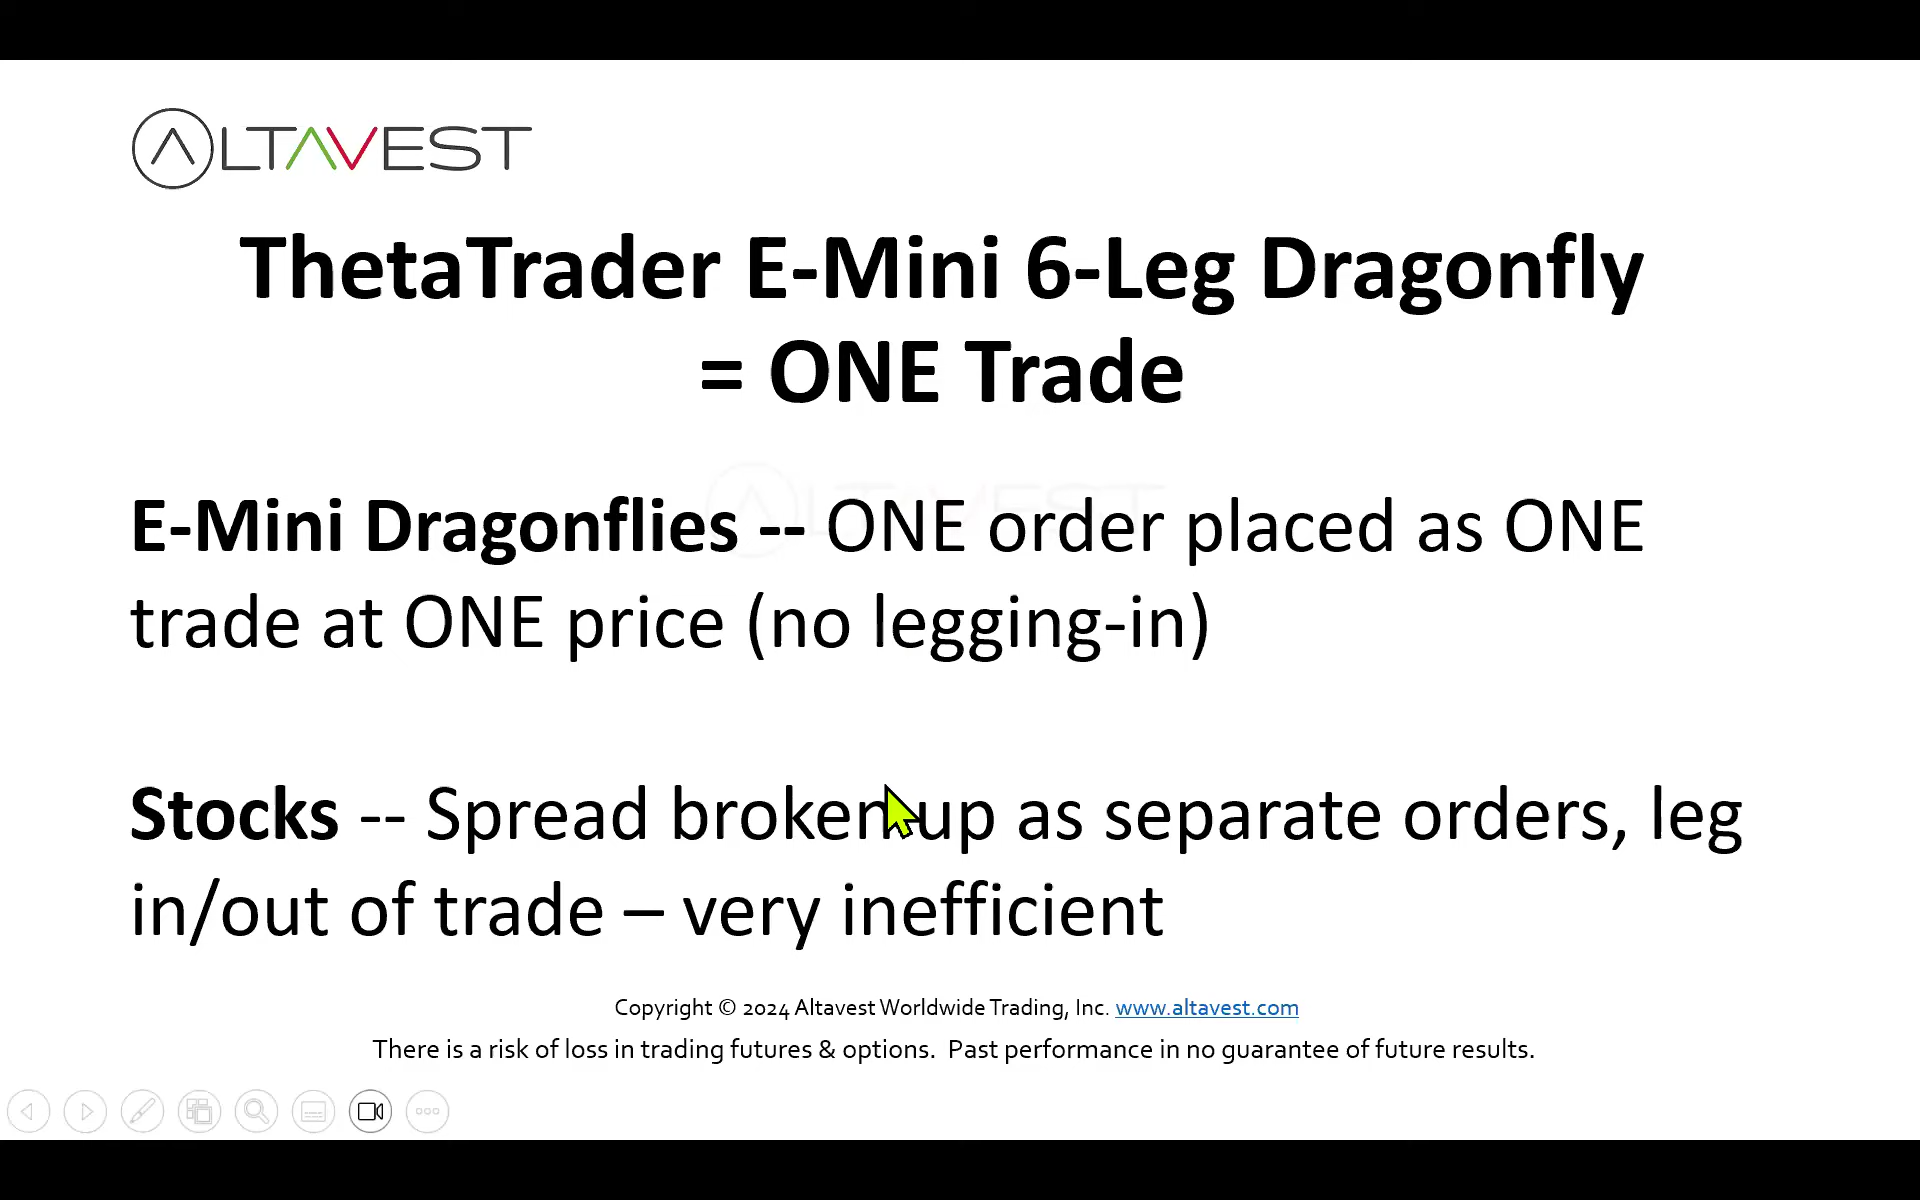 ALTAVEST
ThetaTrader E-Mini 6-Leg Dragonfly
= ONE Trade
E-Mini Dragonflies -- ONE order placed as ONE
trade at ONE price (no legging-in)
Stocks -- Spread broken up as separate orders, leg
in/out of trade – very inefficient
Copyright © 2024 Altavest Worldwide Trading, Inc. www.altavest.com
There is a risk of loss in trading futures & options.  Past performance in no guarantee of future results.